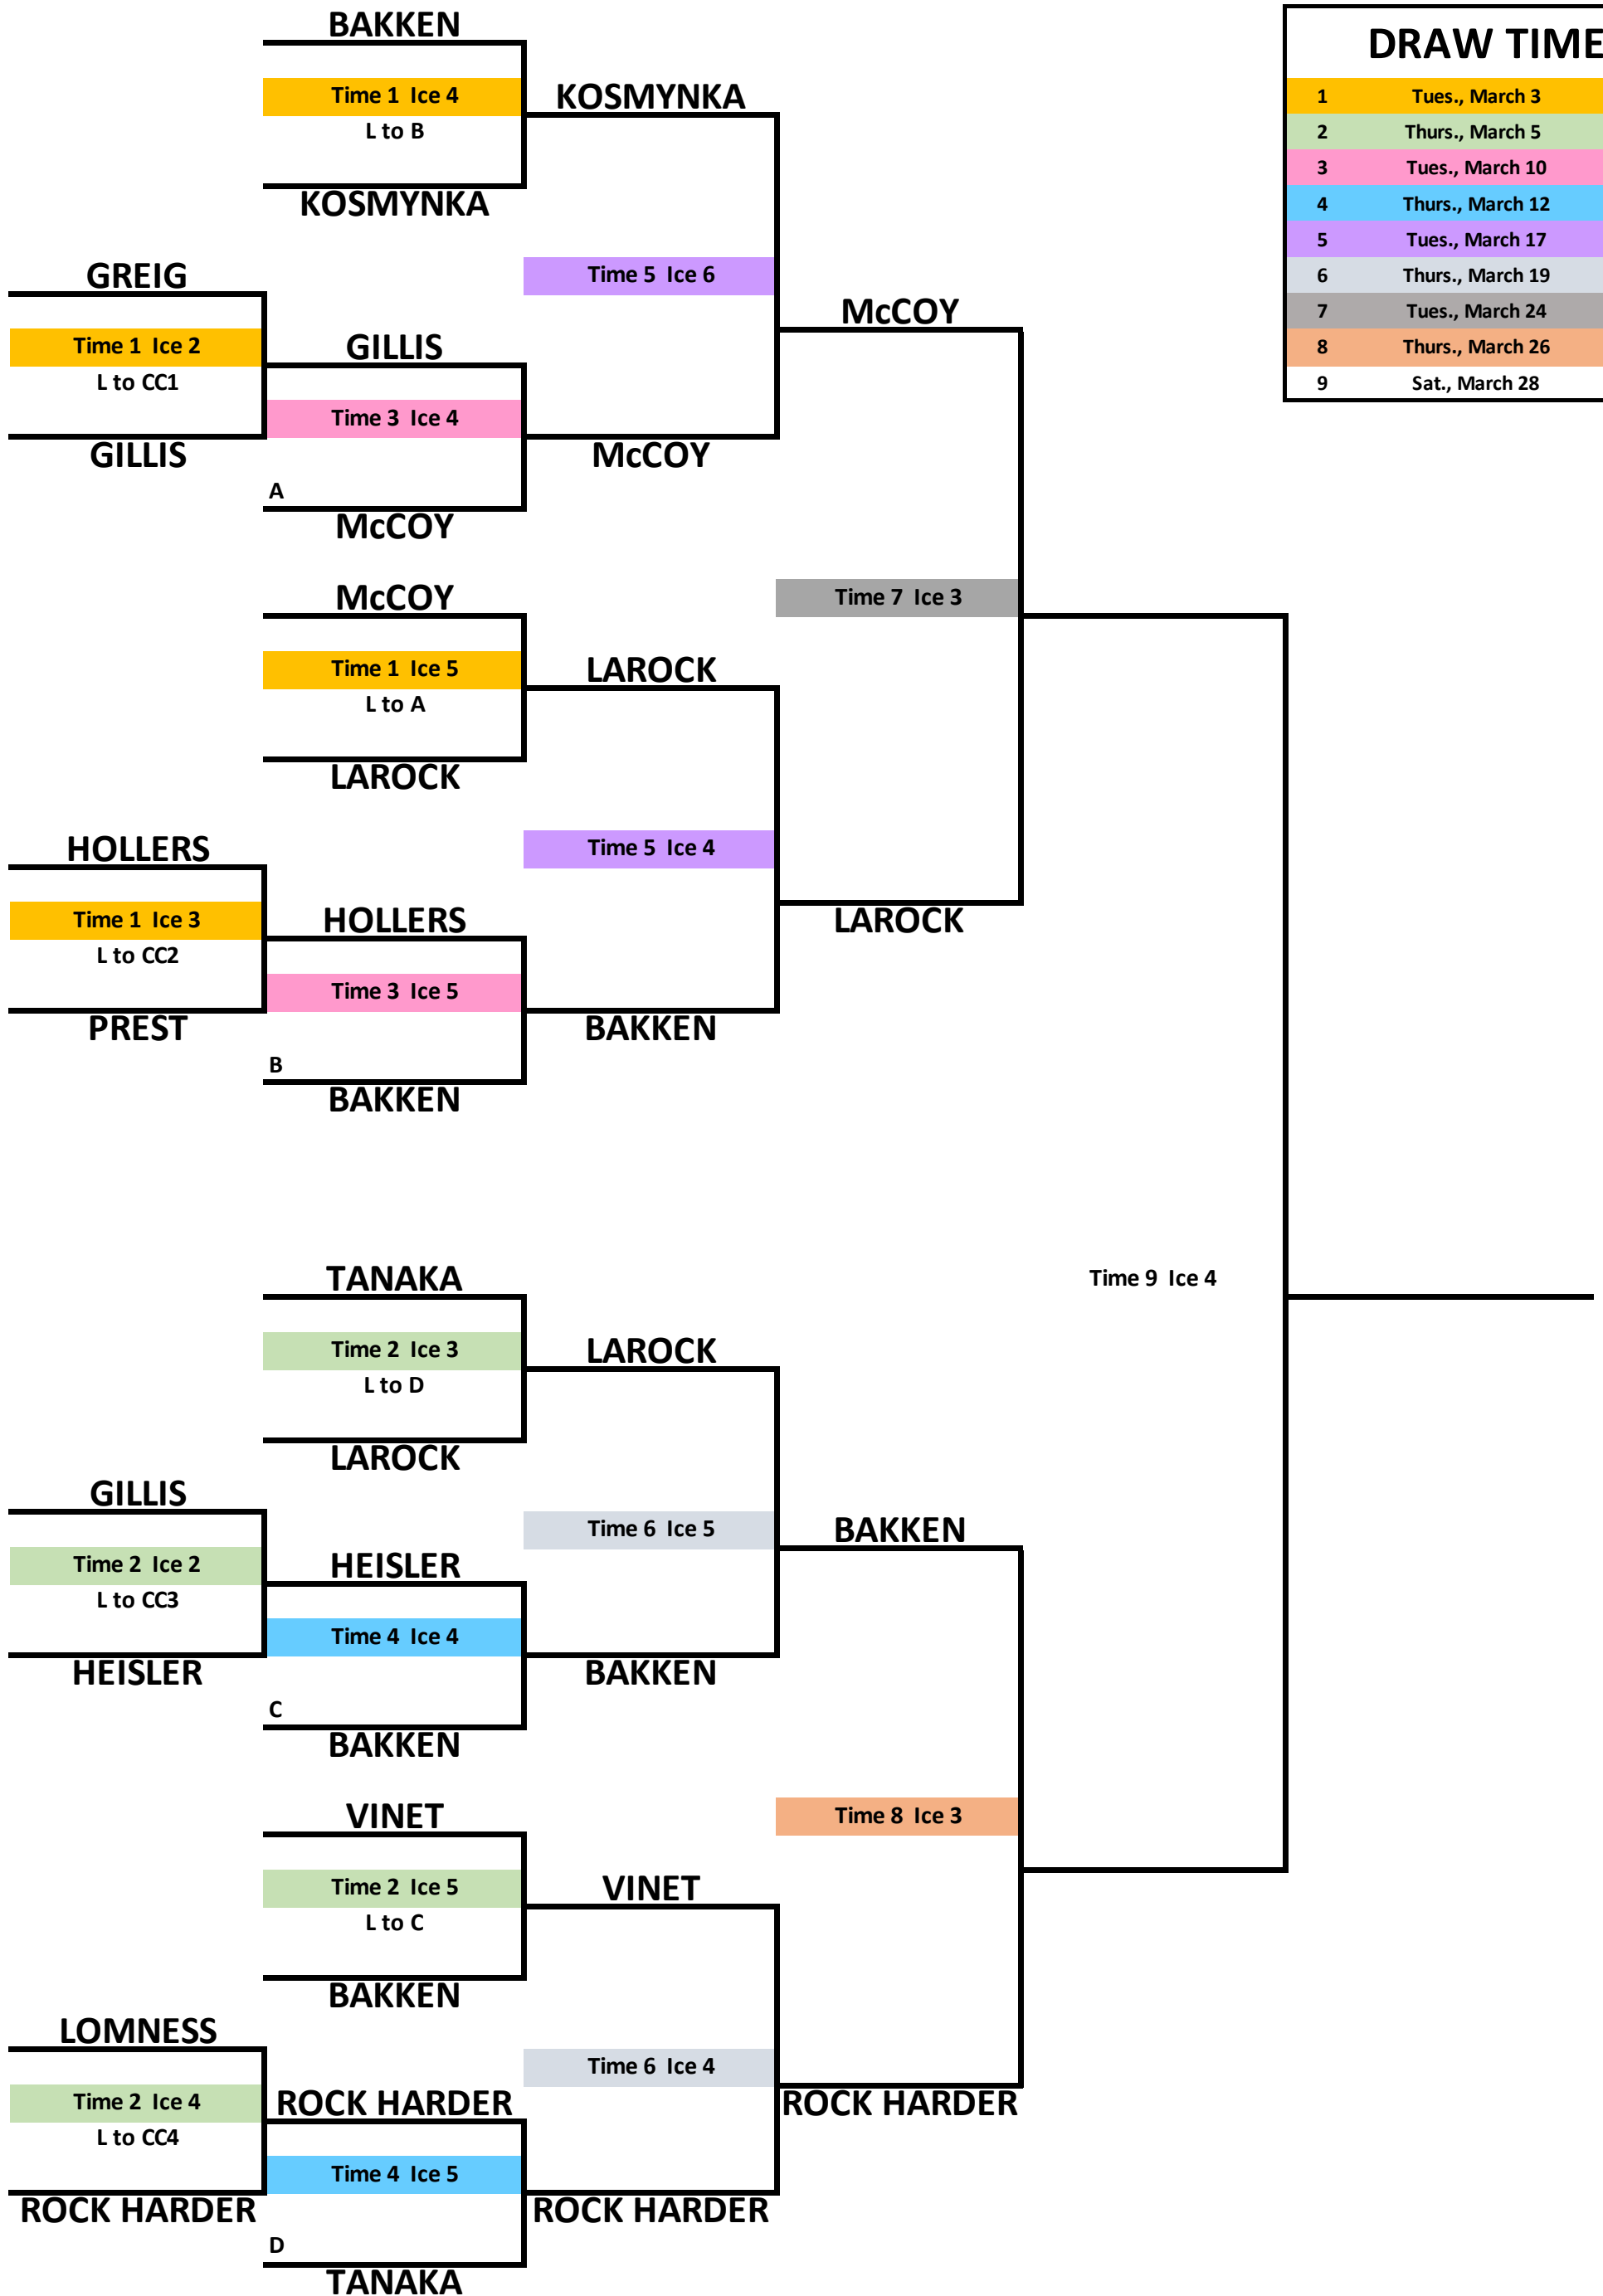 BAKKEN
DRAW TIME
Time 1 Ice 4
KOSMYNKA
1 Tues., March 3
L to B
2 Thurs., March 5
3 Tues., March 10
KOSMYNKA
4 Thurs., March 12
5 Tues., March 17
GREIG
Time 5 Ice 6
6 Thurs., March 19
McCOY
7 Tues., March 24
Time 1 Ice 2
GILLIS
8 Thurs., March 26
L to CC1
9 Sat., March 28
Time 3 Ice 4
GILLIS
McCOY
A
McCOY
McCOY
Time 7 Ice 3
Time 1 Ice 5
LAROCK
L to A
LAROCK
HOLLERS
Time 5 Ice 4
Time 1 Ice 3
HOLLERS
LAROCK
L to CC2
Time 3 Ice 5
PREST
BAKKEN
B
BAKKEN
TANAKA
Time 9 Ice 4
Time 2 Ice 3
LAROCK
L to D
LAROCK
GILLIS
Time 6 Ice 5
BAKKEN
Time 2 Ice 2
HEISLER
L to CC3
Time 4 Ice 4
HEISLER
BAKKEN
C
BAKKEN
VINET
Time 8 Ice 3
Time 2 Ice 5
VINET
L to C
BAKKEN
LOMNESS
Time 6 Ice 4
Time 2 Ice 4
ROCK HARDER
ROCK HARDER
L to CC4
Time 4 Ice 5
ROCK HARDER
ROCK HARDER
D
TANAKA